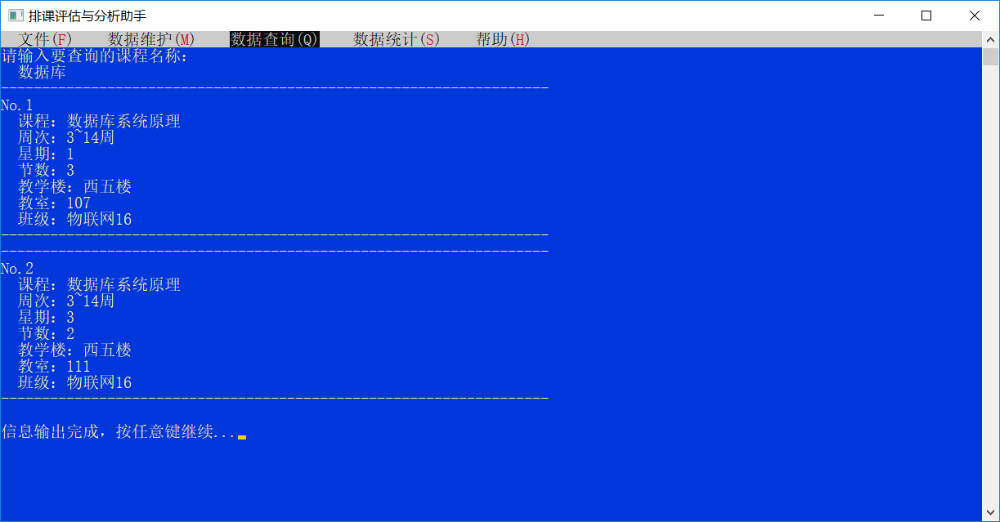 排课评估与分析助手
文件(F) 数据维护(M) 数据查询(Q) 数据统计(S) 帮助(H)
请输入要查询的课程名称：
数据库
-------------------------------------------------------------------
No.1
课程：数据库系统原理
周次：3~14周
星期：1
节数：3
教学楼：西五楼
教室：107
班级：物联网16
-------------------------------------------------------------------
-------------------------------------------------------------------
No.2
课程：数据库系统原理
周次：3~14周
星期：3
节数：2
教学楼：西五楼
教室：111
班级：物联网16
-------------------------------------------------------------------
信息输出完成，按任意键继续...